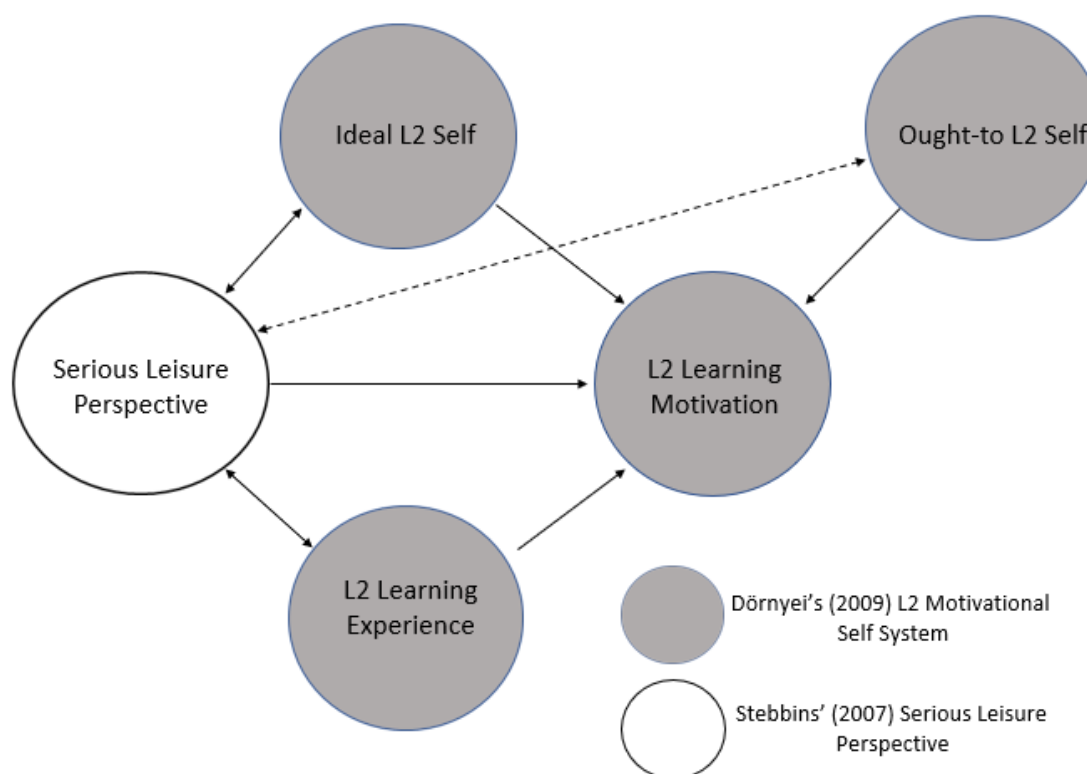 Ideal L2 Self
Ought-to L2 Self
Serious Leisure
Perspective
L2 Learning
Motivation
L2 Learning
Experience
Dörnyei's (2009) L2 Motivational
Self System
Stebbins' (2007) Serious Leisure
Perspective